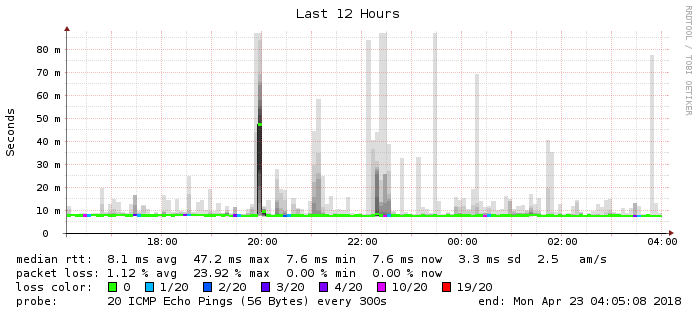 Last 12 Hours
RRDTOOL / TOBI OETIKER
Seconds
80 m
70 m
60 m
50 m
40 m
30 m
20 m
10 m
0
18:00 20:00 22:00 00:00 02:00 04:00
median rtt: 8.1 ms avg 47.2 ms max 7.6 ms min 7.6 ms now 3.3 ms sd 2.5 am/s
packet loss: 1.12 % avg 23.92 % max 0.00 % min 0.00 % now
loss color: 0 1/20 2/20 3/20 4/20 10/20 19/20
probe: 20 ICMP Echo Pings (56 Bytes) every 300s end: Mon Apr 23 04:05:08 2018